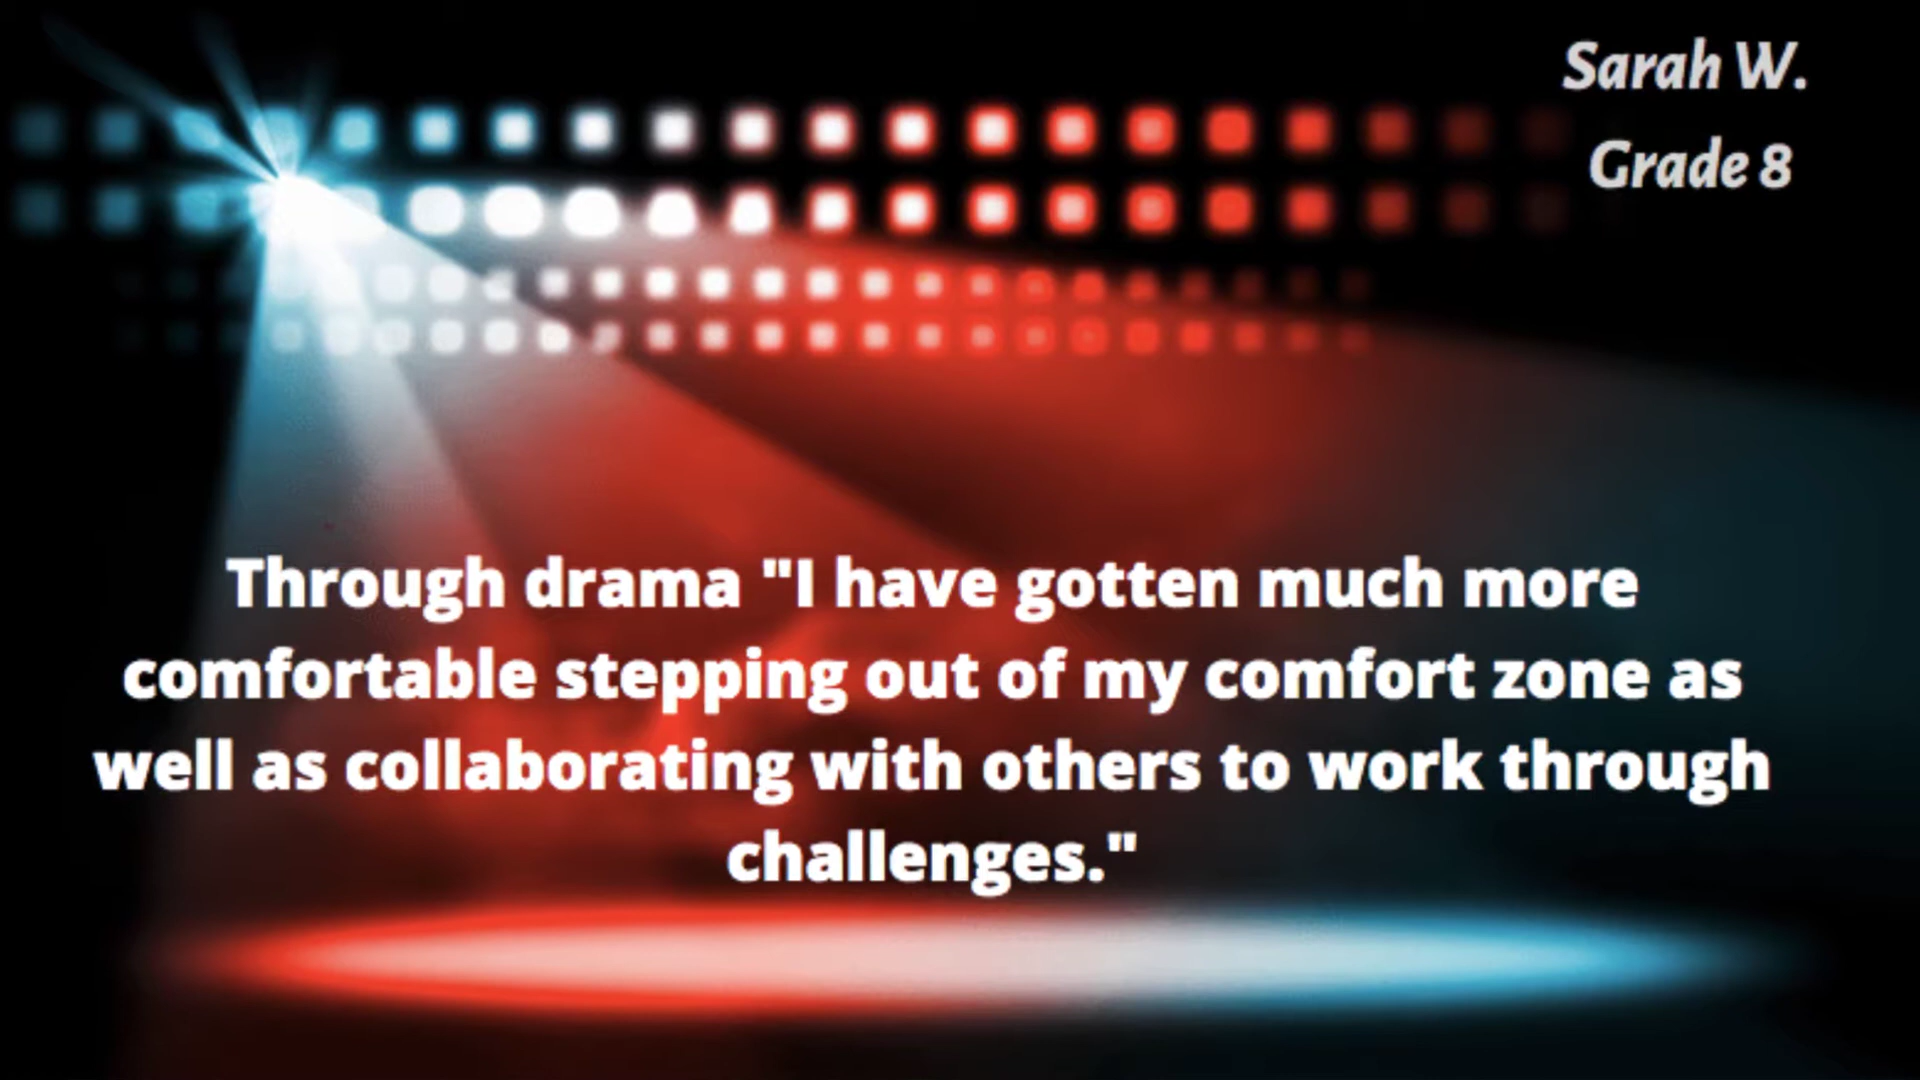 Sarah W.
Grade 8
Through drama "I have gotten much more
comfortable stepping out of my comfort zone as
well as collaborating with others to work through
challenges."